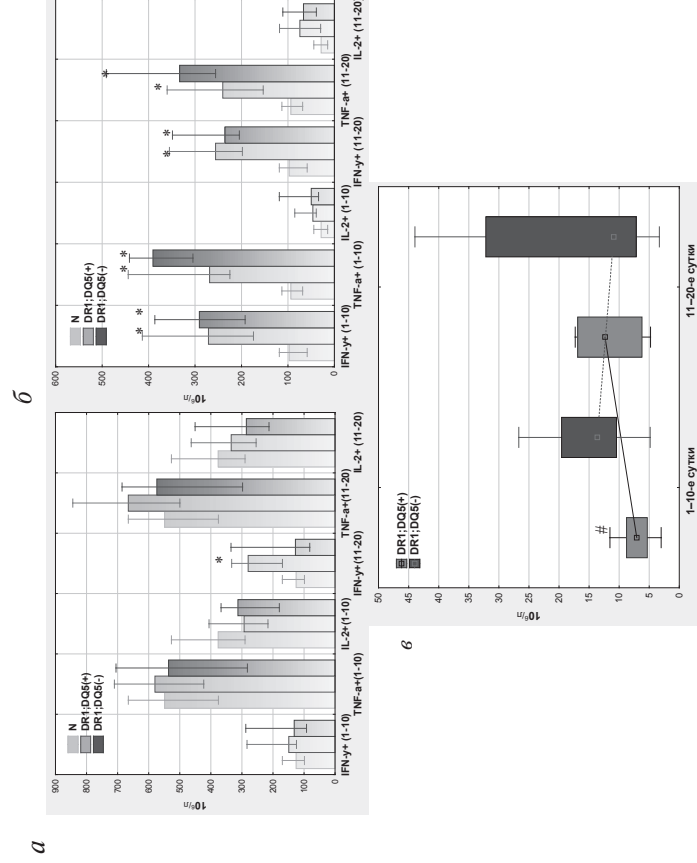 а
900
800
700
600
500
400
300
200
100
0
10⁶/л
N
DR1;DQ5(+)
DR1;DQ5(-)
*
IFN-y+ (1-10)
TNF-a+(1-10)
IL-2+(1-10)
IFN-y+(11-20)
TNF-a+(11-20)
IL-2+ (11-20)
б
600
500
400
300
200
100
0
10⁶/л
N
DR1;DQ5(+)
DR1;DQ5(-)
* * * * * * * *
IFN-y+ (1-10)
TNF-a+ (1-10)
IL-2+ (1-10)
IFN-y+ (11-20)
TNF-a+ (11-20)
IL-2+ (11-20)
в
50
45
40
35
30
25
20
15
10
5
0
10⁶/л
DR1;DQ5(+)
DR1;DQ5(-)
#
1–10-е сутки
11–20-е сутки